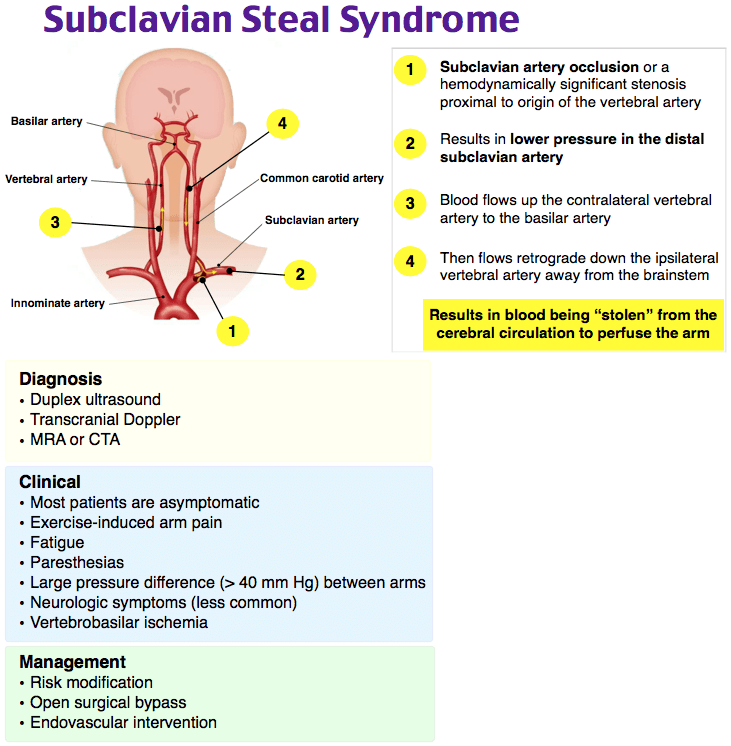 Subclavian Steal Syndrome
Basilar artery
4
Vertebral artery
Common carotid artery
3
Subclavian artery
2
Innominate artery
1
1
Subclavian artery occlusion or a
hemodynamically significant stenosis
proximal to origin of the vertebral artery
2
Results in lower pressure in the distal
subclavian artery
3
Blood flows up the contralateral vertebral
artery to the basilar artery
4
Then flows retrograde down the ipsilateral
vertebral artery away from the brainstem
Results in blood being “stolen” from the
cerebral circulation to perfuse the arm
Diagnosis
• Duplex ultrasound
• Transcranial Doppler
• MRA or CTA
Clinical
• Most patients are asymptomatic
• Exercise-induced arm pain
• Fatigue
• Paresthesias
• Large pressure difference (> 40 mm Hg) between arms
• Neurologic symptoms (less common)
• Vertebrobasilar ischemia
Management
• Risk modification
• Open surgical bypass
• Endovascular intervention